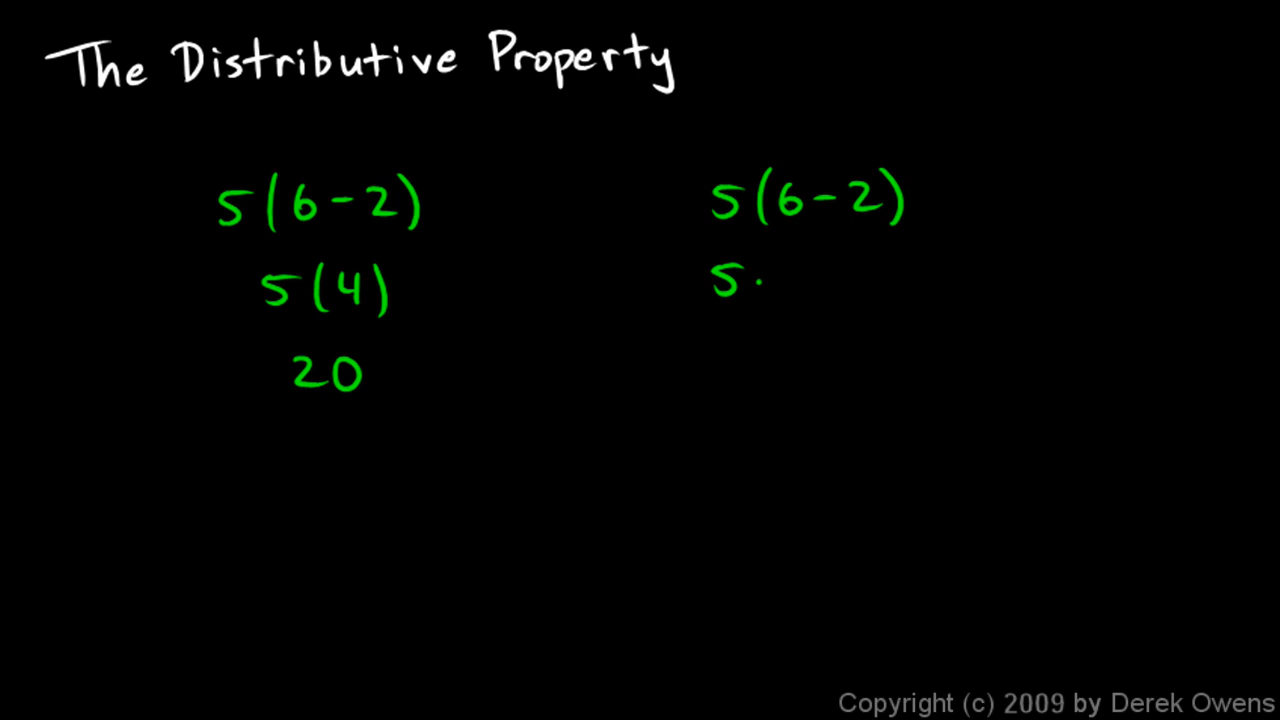 The Distributive Property
5(6-2)
5(4)
20
5(6-2)
5 ·
Copyright (c) 2009 by Derek Owens